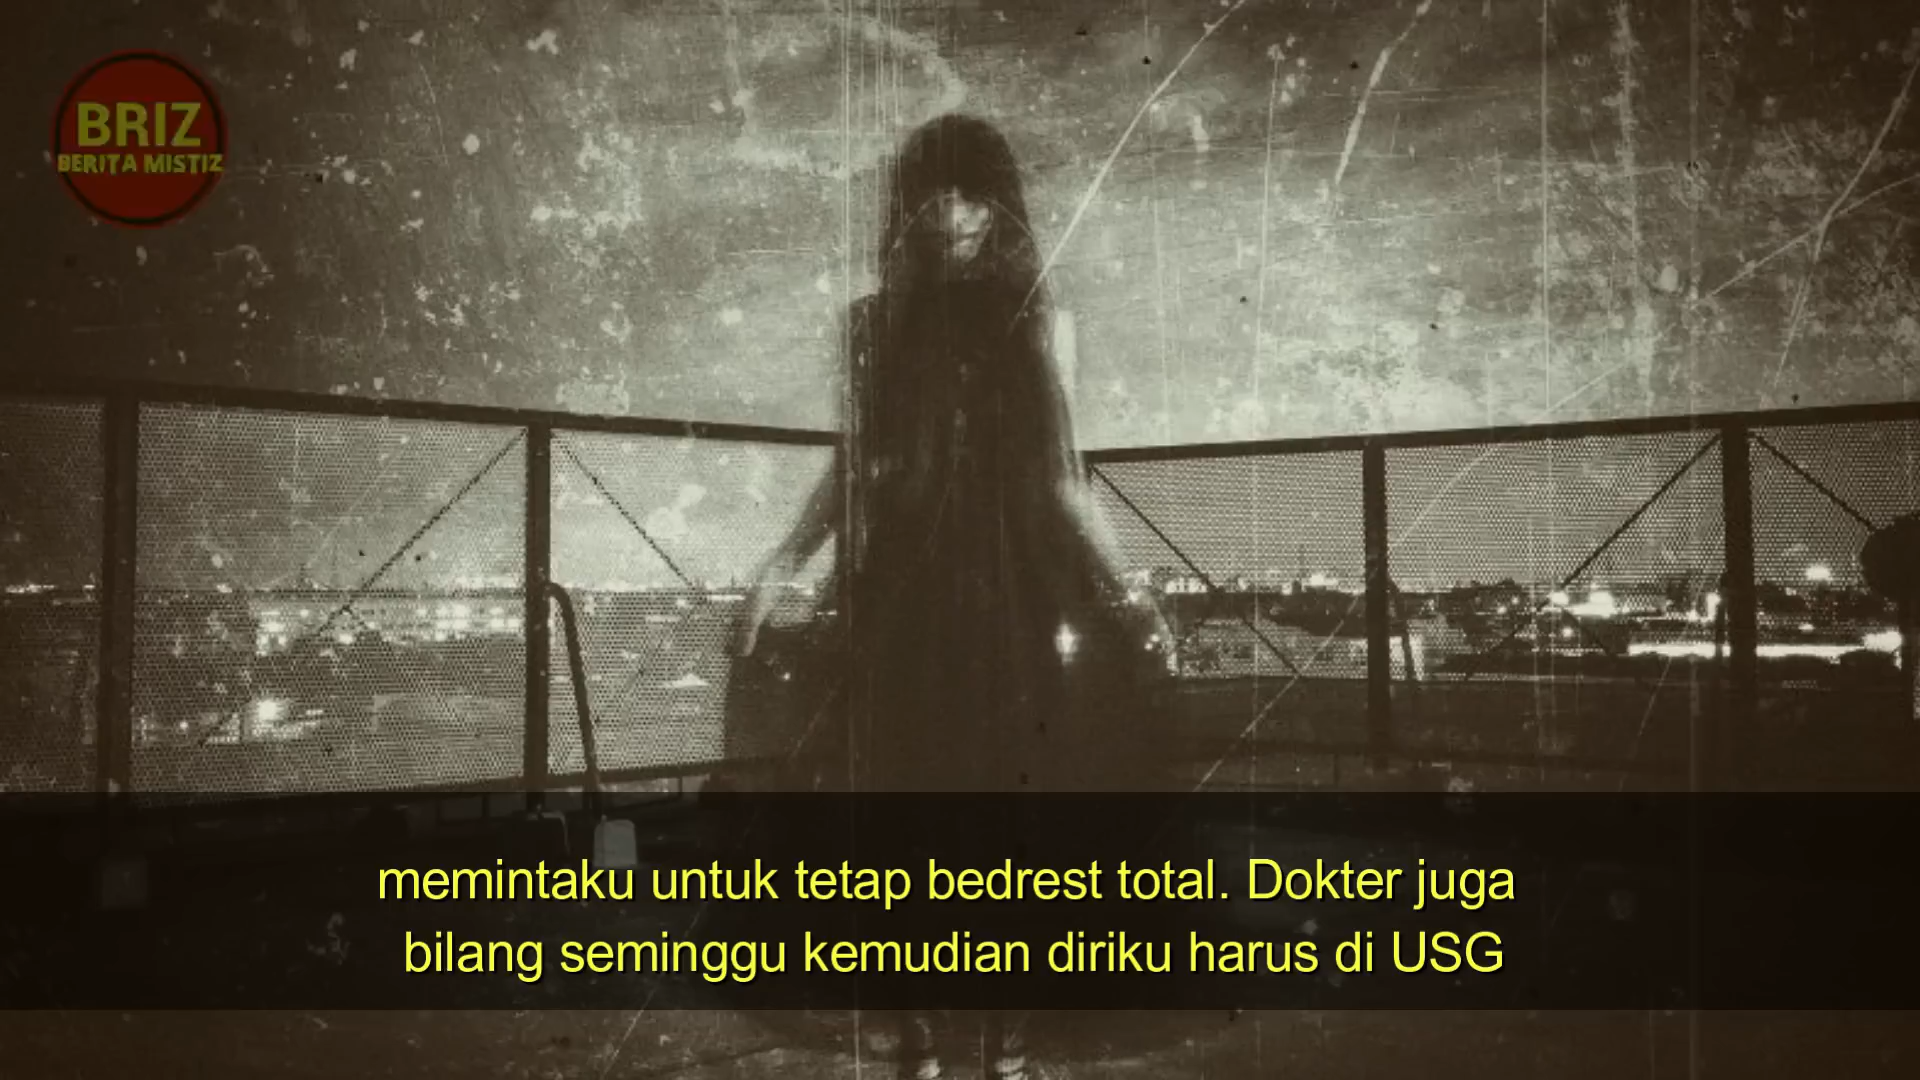 BRIZ
BERITA MISTIZ
memintaku untuk tetap bedrest total. Dokter juga
bilang seminggu kemudian diriku harus di USG